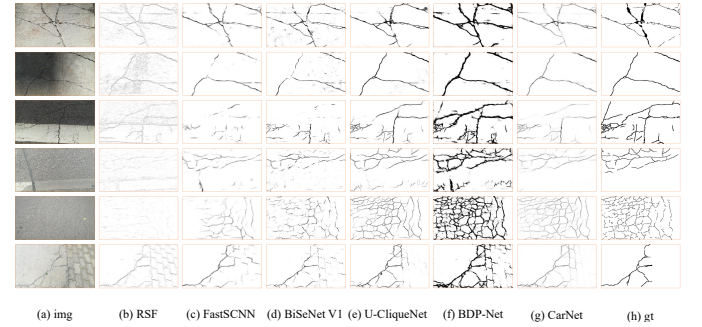 (a) img (b) RSF (c) FastSCNN (d) BiSeNet V1 (e) U-CliqueNet (f) BDP-Net (g) CarNet (h) gt